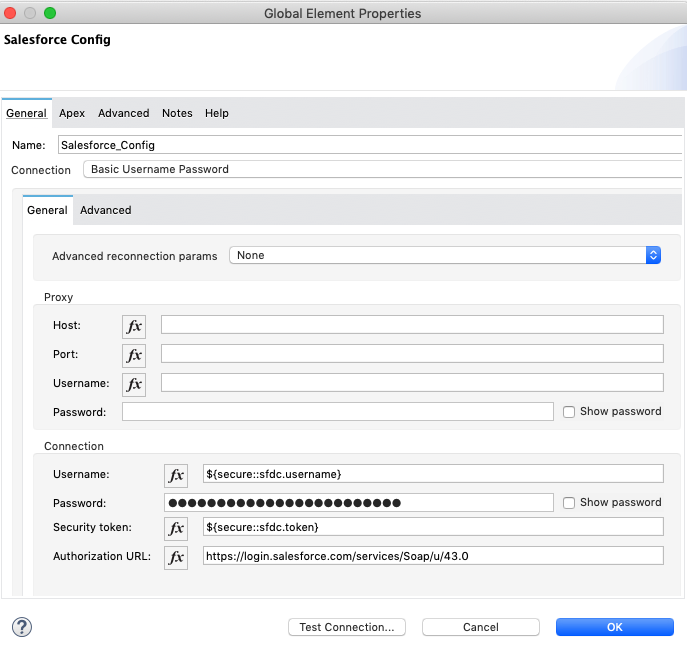 Global Element Properties
Salesforce Config
General Apex Advanced Notes Help
Name: Salesforce_Config
Connection Basic Username Password
General Advanced
Advanced reconnection params None
Proxy
Host: fx
Port: fx
Username: fx
Password: Show password
Connection
Username: fx ${secure::sfdc.username}
Password: ●●●●●●●●●●●●●●●●●●●●●●●● Show password
Security token: fx ${secure::sfdc.token}
Authorization URL: fx https://login.salesforce.com/services/Soap/u/43.0
? Test Connection... Cancel OK